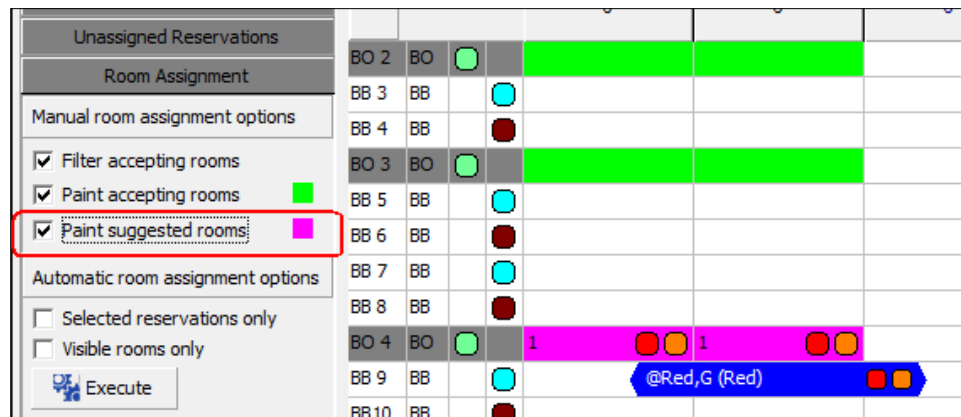 Unassigned Reservations
Room Assignment
Manual room assignment options
Filter accepting rooms
Paint accepting rooms
Paint suggested rooms
Automatic room assignment options
Selected reservations only
Visible rooms only
Execute
BO 2 BO
BB 3 BB
BB 4 BB
BO 3 BO
BB 5 BB
BB 6 BB
BB 7 BB
BB 8 BB
BO 4 BO 1 1
BB 9 BB @Red,G (Red)
BB 10 BB